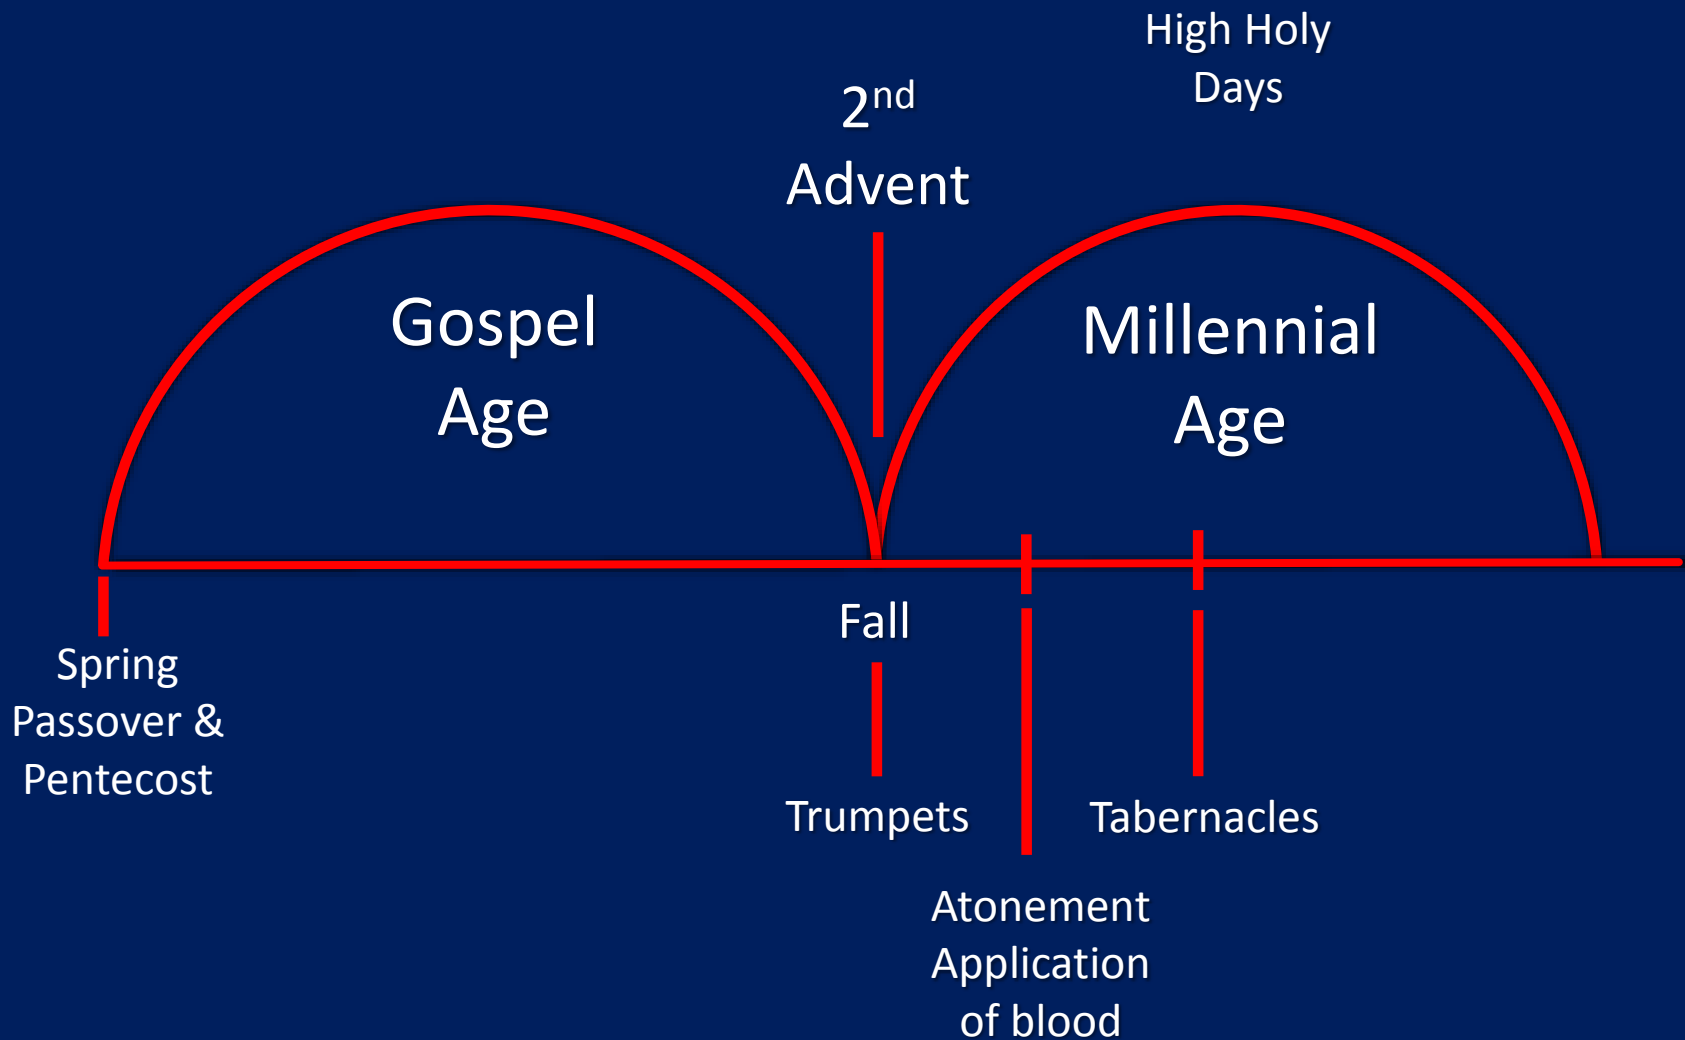 High Holy
Days
2nd
Advent
Gospel
Age
Millennial
Age
Fall
Spring
Passover &
Pentecost
Trumpets
Tabernacles
Atonement
Application
of blood